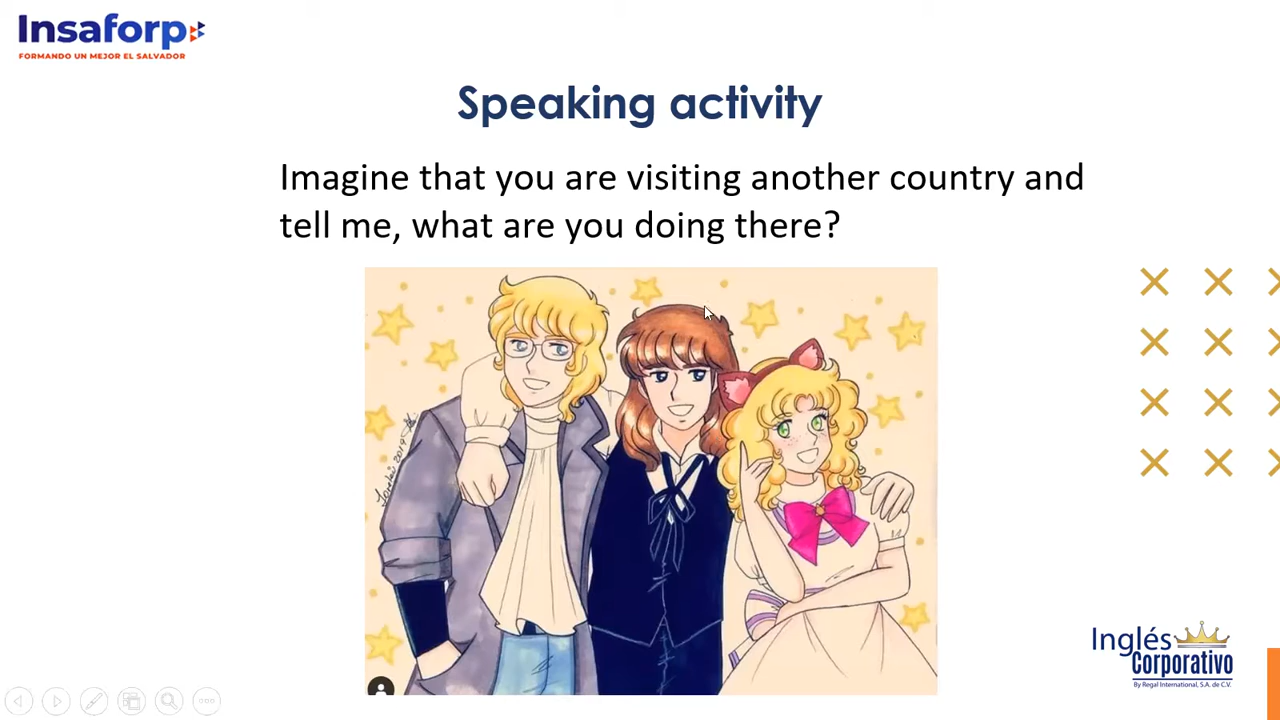 Insaforp
FORMANDO UN MEJOR EL SALVADOR
Speaking activity
Imagine that you are visiting another country and
tell me, what are you doing there?
2019
Inglés
Corporativo
By Regal International, S.A. de C.V.